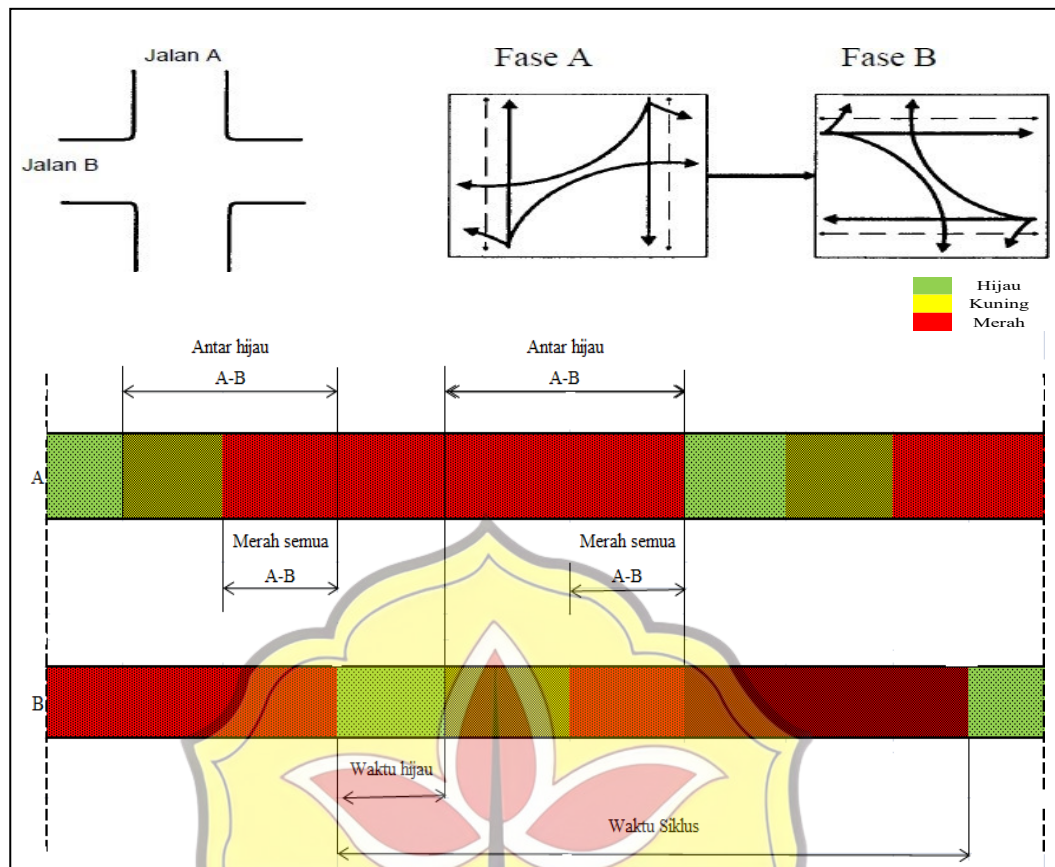 Jalan A
Jalan B
Fase A
Fase B
Hijau
Kuning
Merah
Antar hijau
A-B
Antar hijau
A-B
A
Merah semua
A-B
Merah semua
A-B
B
Waktu hijau
Waktu Siklus